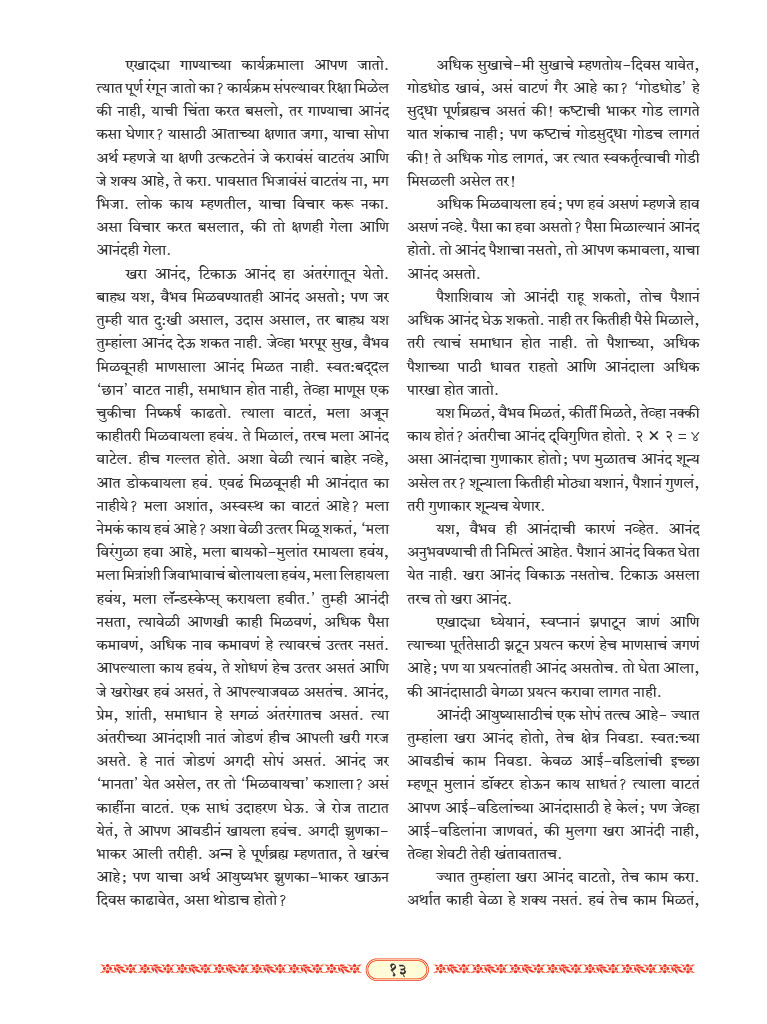 एखाद्या गाण्याच्या कार्यक्रमाला आपण जातो.
त्यात पूर्ण रंगून जातो का? कार्यक्रम संपल्यावर रिक्षा मिळेल
की नाही, याची चिंता करत बसलो, तर गाण्याचा आनंद
कसा घेणार? यासाठी आताच्या क्षणात जगा, याचा सोपा
अर्थ म्हणजे या क्षणी उत्कटतेनं जे करावंसं वाटतंय आणि
जे शक्य आहे, ते करा. पावसात भिजावंसं वाटतंय ना, मग
भिजा. लोक काय म्हणतील, याचा विचार करू नका.
असा विचार करत बसलात, की तो क्षणही गेला आणि
आनंदही गेला.
खरा आनंद, टिकाऊ आनंद हा अंतरंगातून येतो.
बाह्य यश, वैभव मिळवण्यातही आनंद असतो; पण जर
तुम्ही यात दुःखी असाल, उदास असाल, तर बाह्य यश
तुम्हांला आनंद देऊ शकत नाही. जेव्हा भरपूर सुख, वैभव
मिळवूनही माणसाला आनंद मिळत नाही. स्वतःबद्दल
‘छान’ वाटत नाही, समाधान होत नाही, तेव्हा माणूस एक
चुकीचा निष्कर्ष काढतो. त्याला वाटतं, मला अजून
काहीतरी मिळवायला हवंय. ते मिळालं, तरच मला आनंद
वाटेल. हीच गल्लत होते. अशा वेळी त्यानं बाहेर नव्हे,
आत डोकवायला हवं. एवढं मिळवूनही मी आनंदात का
नाहीये? मला अशांत, अस्वस्थ का वाटतं आहे? मला
नेमकं काय हवं आहे? अशा वेळी उत्तर मिळू शकतं, ‘मला
विरंगुळा हवा आहे, मला बायको-मुलांत रमायला हवंय,
मला मित्रांशी जिवाभावाचं बोलायला हवंय, मला लिहायला
हवंय, मला लॅन्डस्केप्स् करायला हवीत.’ तुम्ही आनंदी
नसता, त्यावेळी आणखी काही मिळवणं, अधिक पैसा
कमावणं, अधिक नाव कमावणं हे त्यावरचं उत्तर नसतं.
आपल्याला काय हवंय, ते शोधणं हेच उत्तर असतं आणि
जे खरोखर हवं असतं, ते आपल्याजवळ असतंच. आनंद,
प्रेम, शांती, समाधान हे सगळं अंतरंगातच असतं. त्या
अंतरीच्या आनंदाशी नातं जोडणं हीच आपली खरी गरज
असते. हे नातं जोडणं अगदी सोपं असतं. आनंद जर
‘मानता’ येत असेल, तर तो ‘मिळवायचा’ कशाला? असं
काहींना वाटतं. एक साधं उदाहरण घेऊ. जे रोज ताटात
येतं, ते आपण आवडीनं खायला हवंच. अगदी झुणका-
भाकर आली तरीही. अन्न हे पूर्णब्रह्म म्हणतात, ते खरंच
आहे; पण याचा अर्थ आयुष्यभर झुणका-भाकर खाऊन
दिवस काढावेत, असा थोडाच होतो?
अधिक सुखाचे-मी सुखाचे म्हणतोय-दिवस यावेत,
गोडधोड खावं, असं वाटणं गैर आहे का? ‘गोडधोड’ हे
सुद्धा पूर्णब्रह्मच असतं की! कष्टाची भाकर गोड लागते
यात शंकाच नाही; पण कष्टाचं गोडसुद्धा गोडच लागतं
की! ते अधिक गोड लागतं, जर त्यात स्वकर्तृत्वाची गोडी
मिसळली असेल तर!
अधिक मिळवायला हवं; पण हवं असणं म्हणजे हाव
असणं नव्हे. पैसा का हवा असतो? पैसा मिळाल्यानं आनंद
होतो. तो आनंद पैशाचा नसतो, तो आपण कमावला, याचा
आनंद असतो.
पैशाशिवाय जो आनंदी राहू शकतो, तोच पैशानं
अधिक आनंद घेऊ शकतो. नाही तर कितीही पैसे मिळाले,
तरी त्याचं समाधान होत नाही. तो पैशाच्या, अधिक
पैशाच्या पाठी धावत राहतो आणि आनंदाला अधिक
पारखा होत जातो.
यश मिळतं, वैभव मिळतं, कीर्ती मिळते, तेव्हा नक्की
काय होतं? अंतरीचा आनंद द्विगुणित होतो. २ × २ = ४
असा आनंदाचा गुणाकार होतो; पण मुळातच आनंद शून्य
असेल तर? शून्याला कितीही मोठ्या यशानं, पैशानं गुणलं,
तरी गुणाकार शून्यच येणार.
यश, वैभव ही आनंदाची कारणं नव्हेत. आनंद
अनुभवण्याची ती निमित्तं आहेत. पैशानं आनंद विकत घेता
येत नाही. खरा आनंद विकाऊ नसतोच. टिकाऊ असला
तरच तो खरा आनंद.
एखाद्या ध्येयानं, स्वप्नानं झपाटून जाणं आणि
त्याच्या पूर्ततेसाठी झटून प्रयत्न करणं हेच माणसाचं जगणं
आहे; पण या प्रयत्नांतही आनंद असतोच. तो घेता आला,
की आनंदासाठी वेगळा प्रयत्न करावा लागत नाही.
आनंदी आयुष्यासाठीचं एक सोपं तत्त्व आहे- ज्यात
तुम्हांला खरा आनंद होतो, तेच क्षेत्र निवडा. स्वतःच्या
आवडीचं काम निवडा. केवळ आई-वडिलांची इच्छा
म्हणून मुलानं डॉक्टर होऊन काय साधतं? त्याला वाटतं
आपण आई-वडिलांच्या आनंदासाठी हे केलं; पण जेव्हा
आई-वडिलांना जाणवतं, की मुलगा खरा आनंदी नाही,
तेव्हा शेवटी तेही खंतावतातच.
ज्यात तुम्हांला खरा आनंद वाटतो, तेच काम करा.
अर्थात काही वेळा हे शक्य नसतं. हवं तेच काम मिळतं,
१३